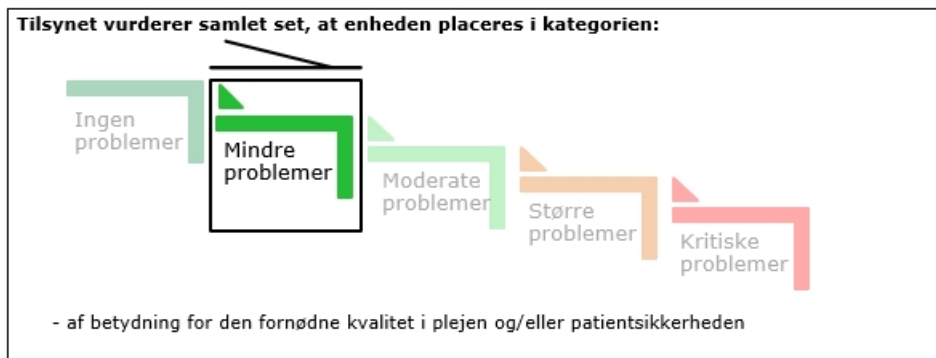 Tilsynet vurderer samlet set, at enheden placeres i kategorien:
Ingen
problemer
Mindre
problemer
Moderate
problemer
Større
problemer
Kritiske
problemer
- af betydning for den fornødne kvalitet i plejen og/eller patientsikkerheden